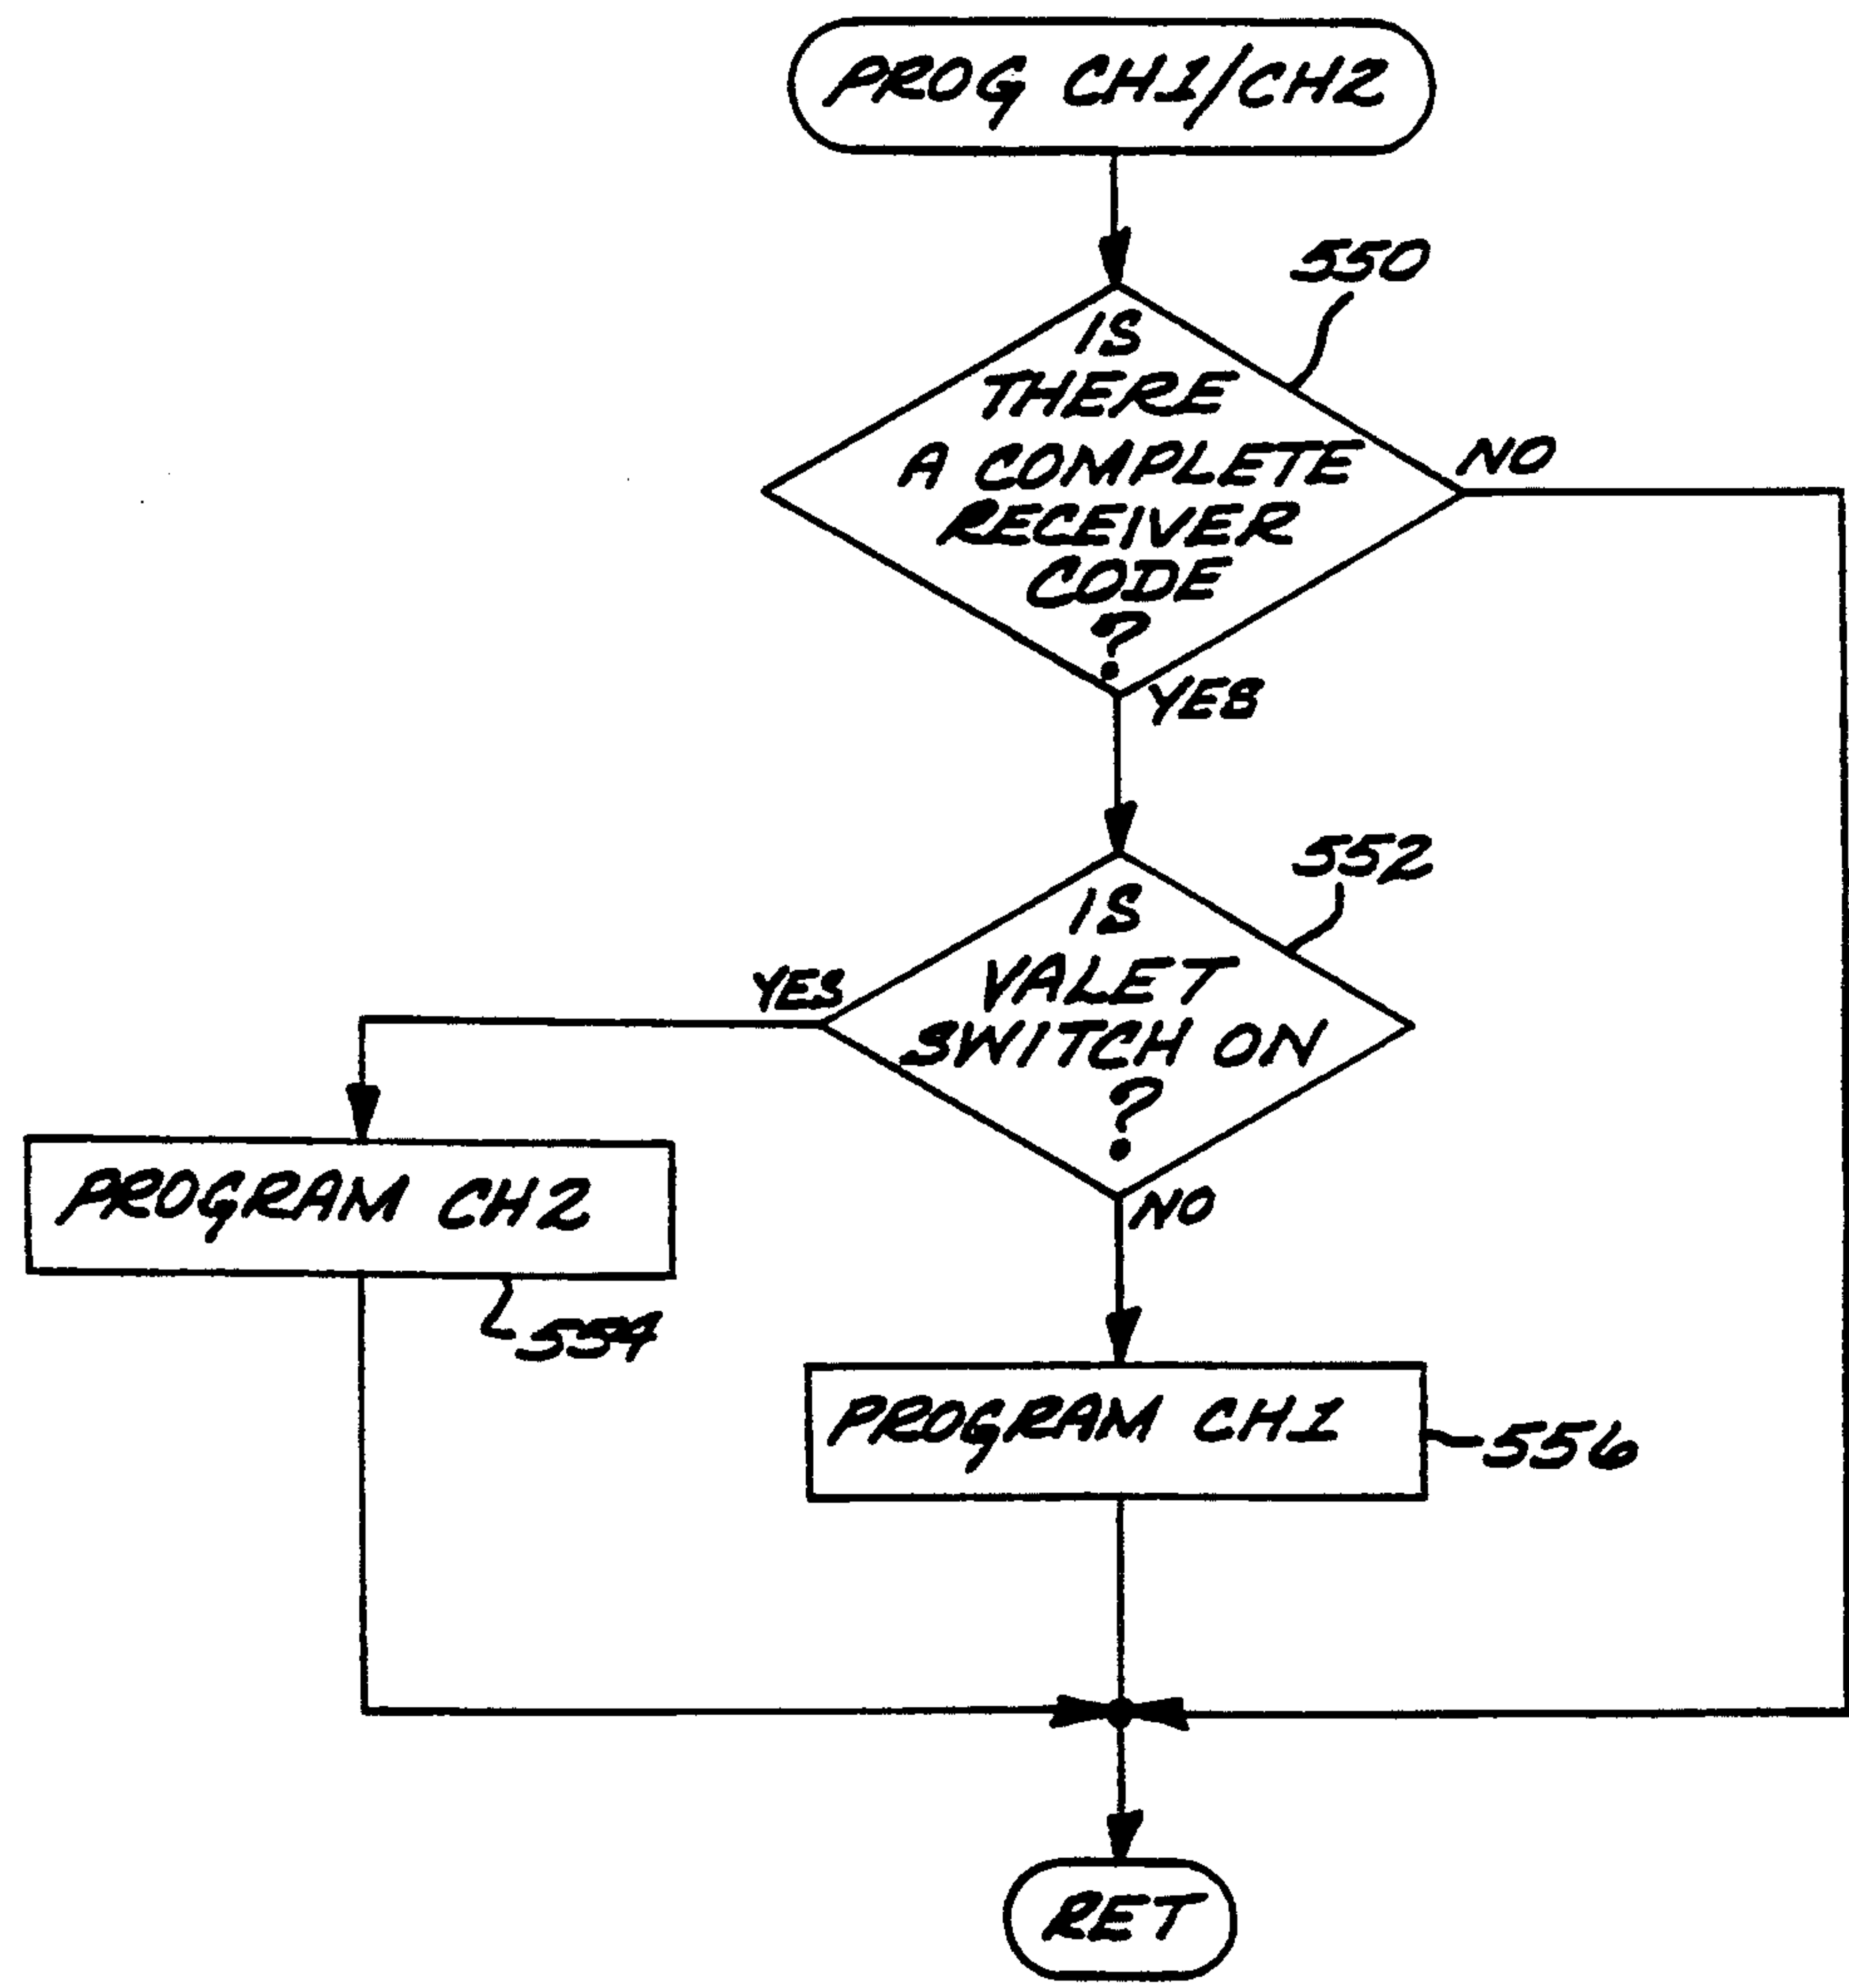 PROG CH1/CH2
550
IS
THERE
A COMPLETE
RECEIVER
CODE
?
NO
YES
552
IS
VALET
SWITCH ON
?
YES
NO
PROGRAM CH2
554
PROGRAM CH1
556
RET